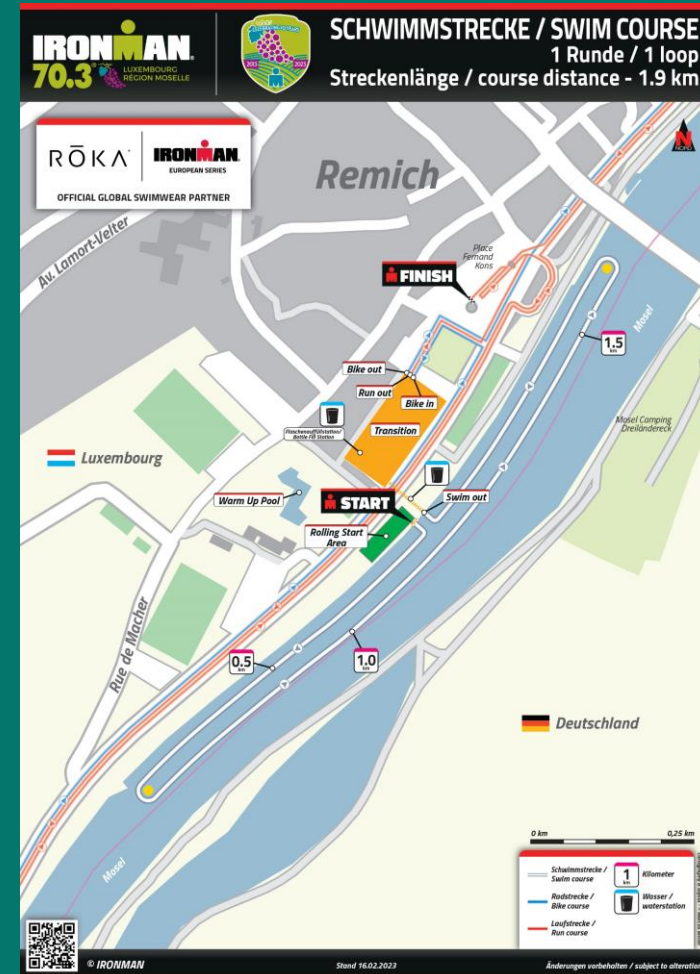 IRONMAN
70.3®
LUXEMBOURG
RÉGION MOSELLE
2013
2023
SCHWIMMSTRECKE / SWIM COURSE
1 Runde / 1 loop
Streckenlänge / course distance - 1.9 km
RŌKA
IRONMAN
EUROPEAN SERIES
OFFICIAL GLOBAL SWIMWEAR PARTNER
N
NORD
Remich
Av. Lamort-Velter
Place
Fernand
Kons
FINISH
Mosel
1.5
km
Bike out
Run out
Bike in
Transition
Flaschenauffüllstation/
Bottle Fill Station
Mosel Camping
Dreiländereck
Luxembourg
Warm Up Pool
START
Swim out
Rolling Start
Area
Rue de Macher
0.5
km
1.0
km
Deutschland
Mosel
0 km
0,25 km
Schwimmstrecke /
Swim course
Radstrecke /
Bike course
Laufstrecke /
Run course
1
km
Kilometer
Wasser /
waterstation
© IRONMAN
Stand 16.02.2023
Änderungen vorbehalten / subject to alteration